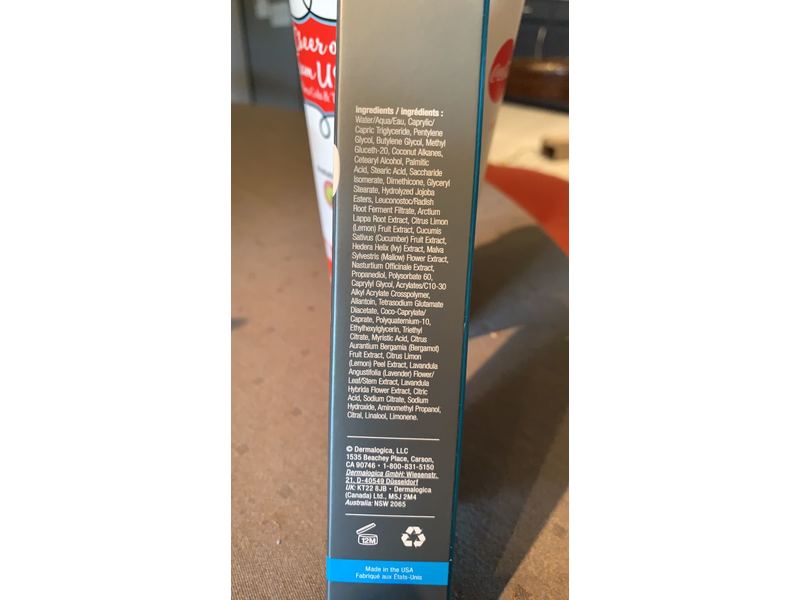 Beer
Ingredients / Ingrédients :
Water/Aqua/Eau, Caprylic/
Capric Triglyceride, Pentylene
Glycol, Butylene Glycol, Methyl
Gluceth-20, Coconut Alkanes,
Cetearyl Alcohol, Palmitic
Acid, Stearic Acid, Saccharide
Isomerate, Dimethicone, Glyceryl
Stearate, Hydrolyzed Jojoba
Esters, Leuconostoc/Radish
Root Ferment Filtrate, Arctium
Lappa Root Extract, Citrus Limon
(Lemon) Fruit Extract, Cucumis
Sativus (Cucumber) Fruit Extract,
Hedera Helix (Ivy) Extract, Malva
Sylvestris (Mallow) Flower Extract,
Nasturtium Officinale Extract,
Propanediol, Polysorbate 60,
Caprylyl Glycol, Acrylates/C10-30
Alkyl Acrylate Crosspolymer,
Allantoin, Tetrasodium Glutamate
Diacetate, Coco-Caprylate/
Caprate, Polyquaternium-10,
Ethylhexylglycerin, Triethyl
Citrate, Myristic Acid, Citrus
Aurantium Bergamia (Bergamot)
Fruit Extract, Citrus Limon
(Lemon) Peel Extract, Lavandula
Angustifolia (Lavender) Flower/
Leaf/Stem Extract, Lavandula
Hybrida Flower Extract, Citric
Acid, Sodium Citrate, Sodium
Hydroxide, Aminomethyl Propanol,
Citral, Linalool, Limonene.
© Dermalogica, LLC
1535 Beachey Place, Carson,
CA 90746 • 1-800-831-5150
Dermalogica GmbH: Wiesenstr.
21, D-40549 Düsseldorf
UK: KT22 8JB • Dermalogica
(Canada) Ltd., M5J 2M4
Australia: NSW 2065
12M
Made in the USA
Fabriqué aux États-Unis